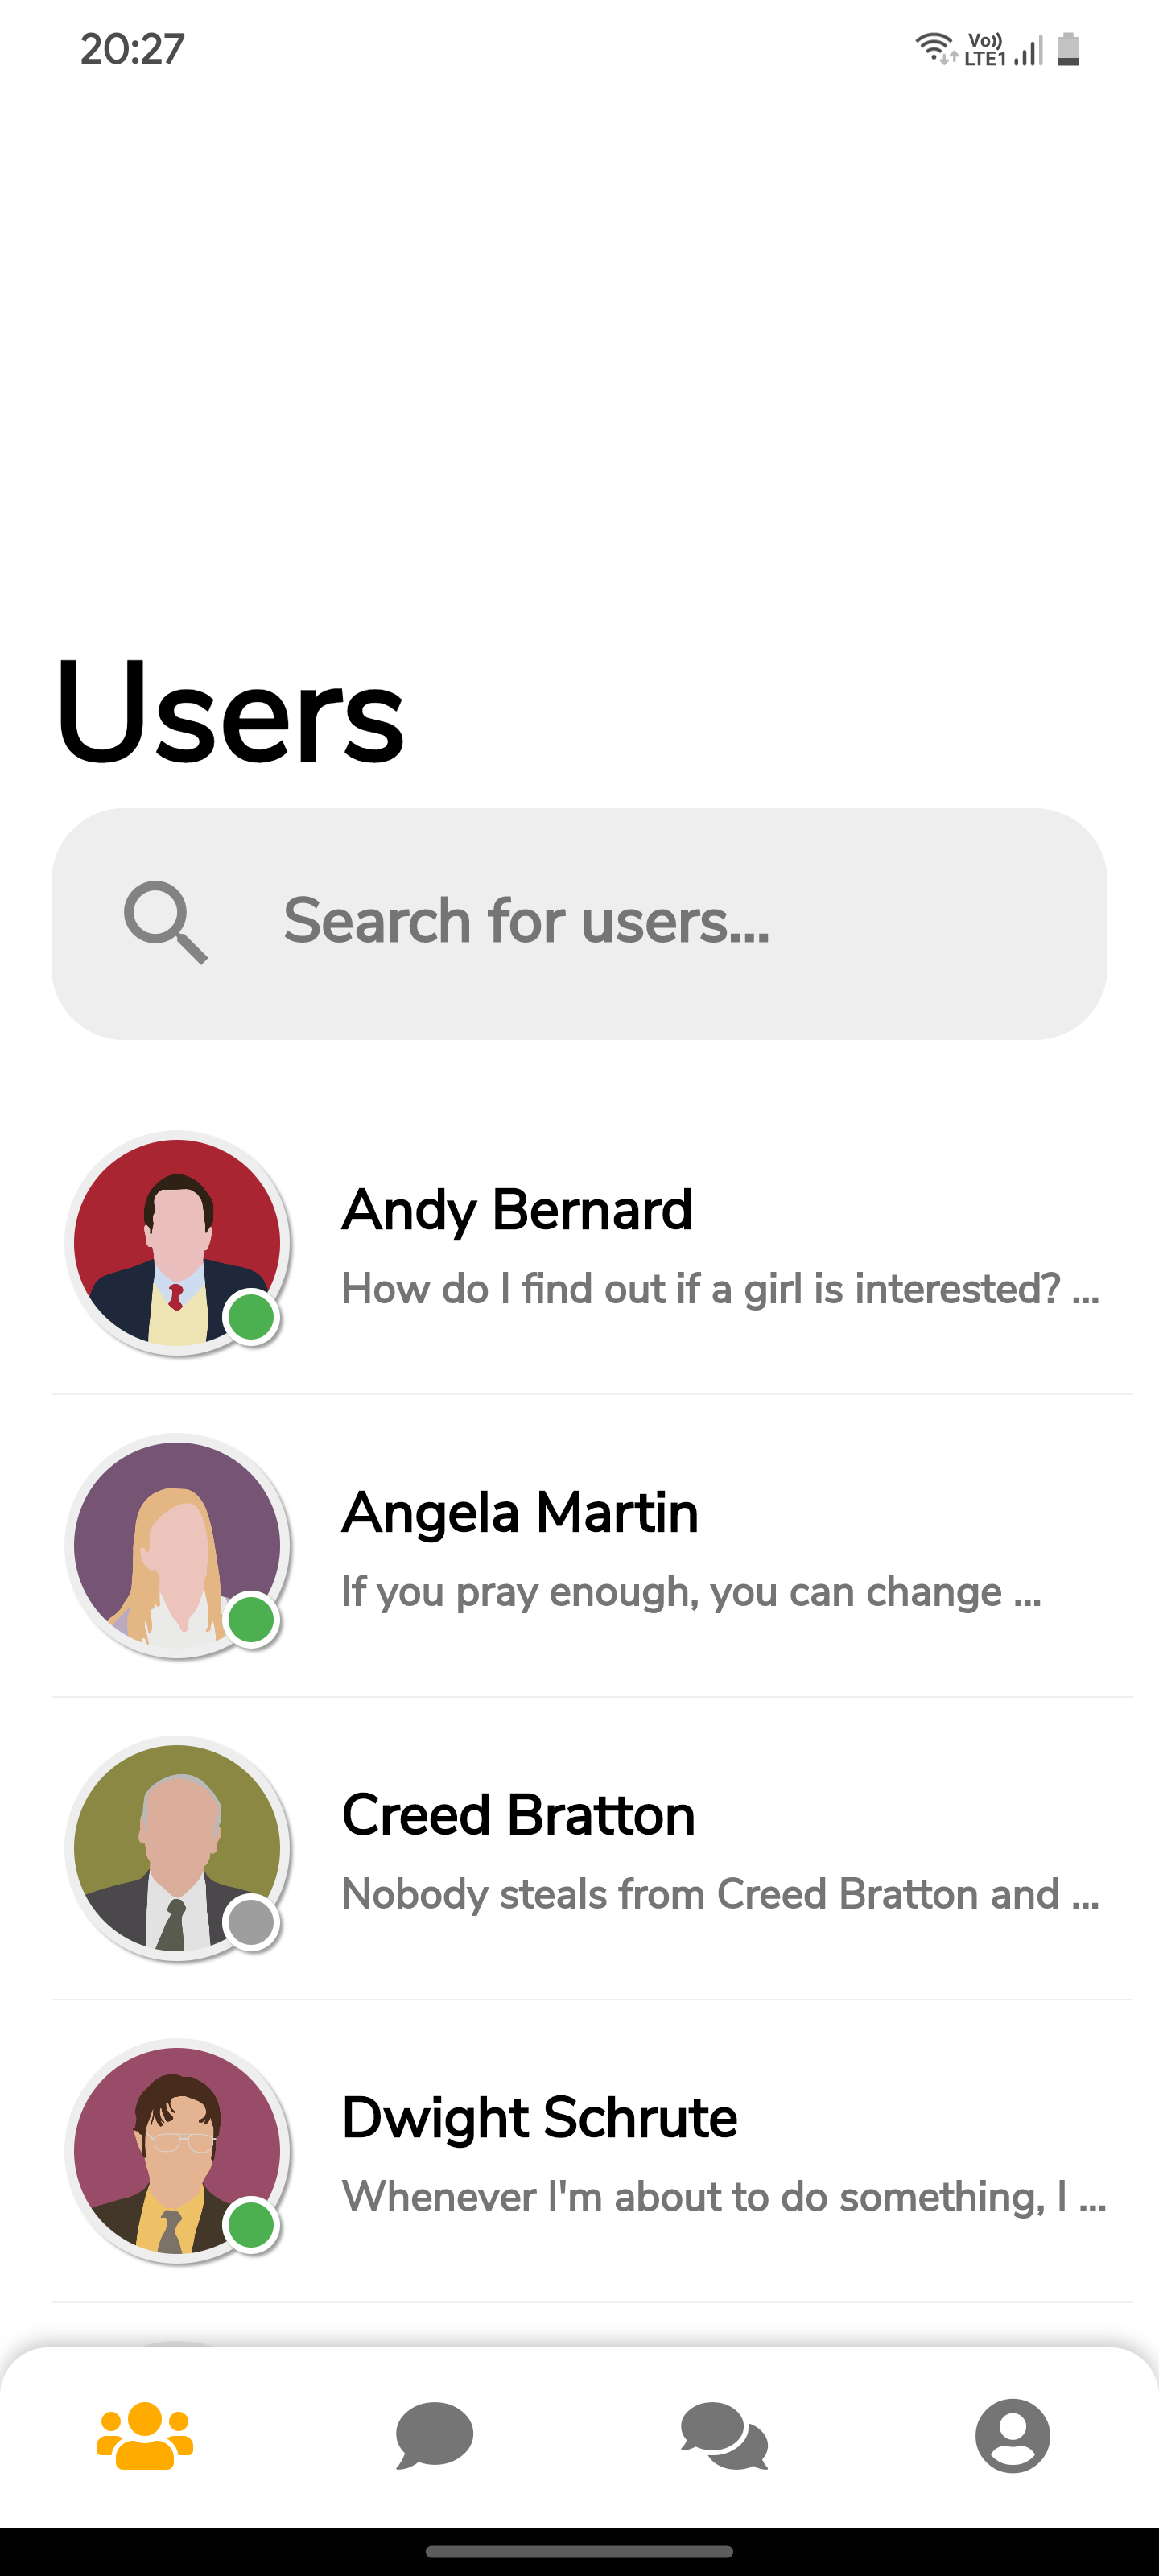 20:27
Vo)) LTE1
Users
Search for users...
Andy Bernard
How do I find out if a girl is interested? ...
Angela Martin
If you pray enough, you can change ...
Creed Bratton
Nobody steals from Creed Bratton and ...
Dwight Schrute
Whenever I'm about to do something, I ...